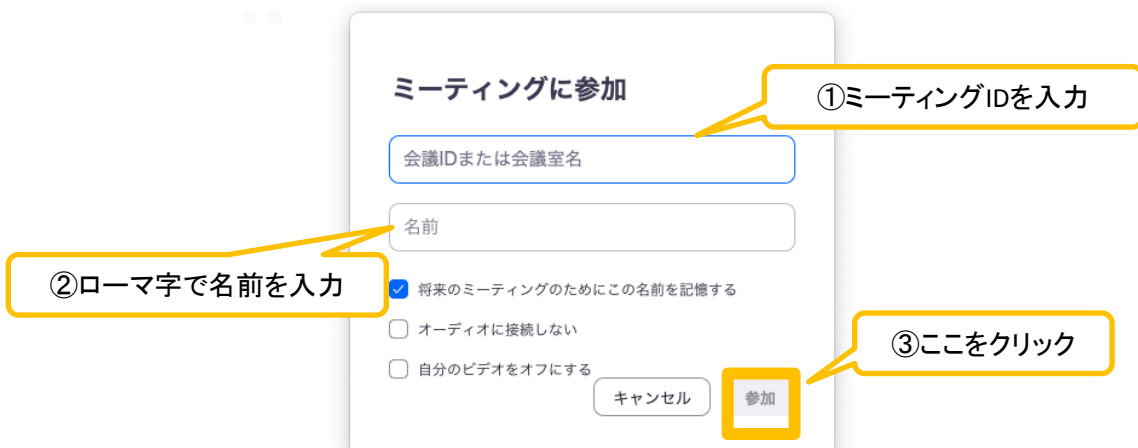 ミーティングに参加
①ミーティングIDを入力
会議IDまたは会議室名
名前
②ローマ字で名前を入力
将来のミーティングのためにこの名前を記憶する
オーディオに接続しない
③ここをクリック
自分のビデオをオフにする
キャンセル
参加